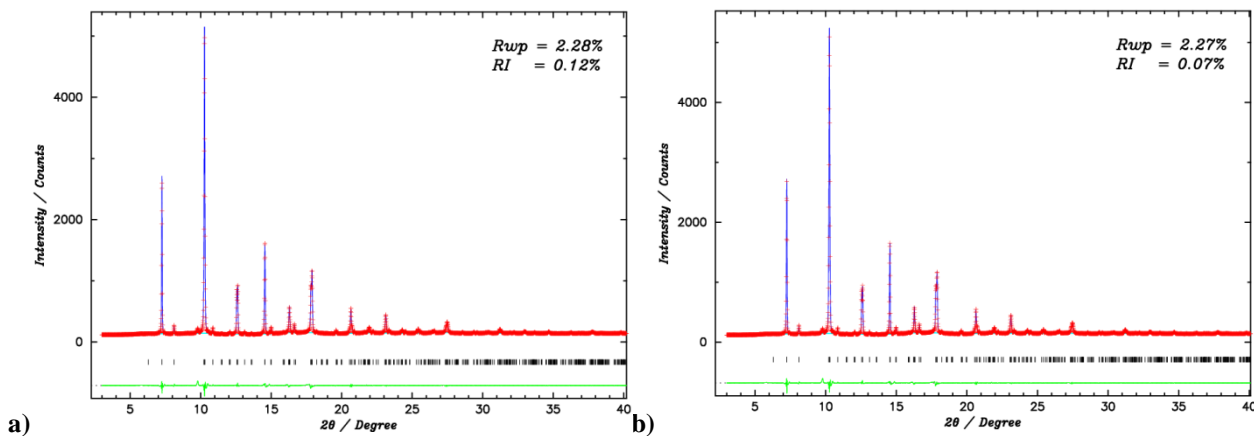 Rwp = 2.28%
RI = 0.12%
4000
2000
0
Intensity / Counts
5 10 15 20 25 30 35 40
2θ / Degree
a)
Rwp = 2.27%
RI = 0.07%
4000
2000
0
Intensity / Counts
5 10 15 20 25 30 35 40
2θ / Degree
b)